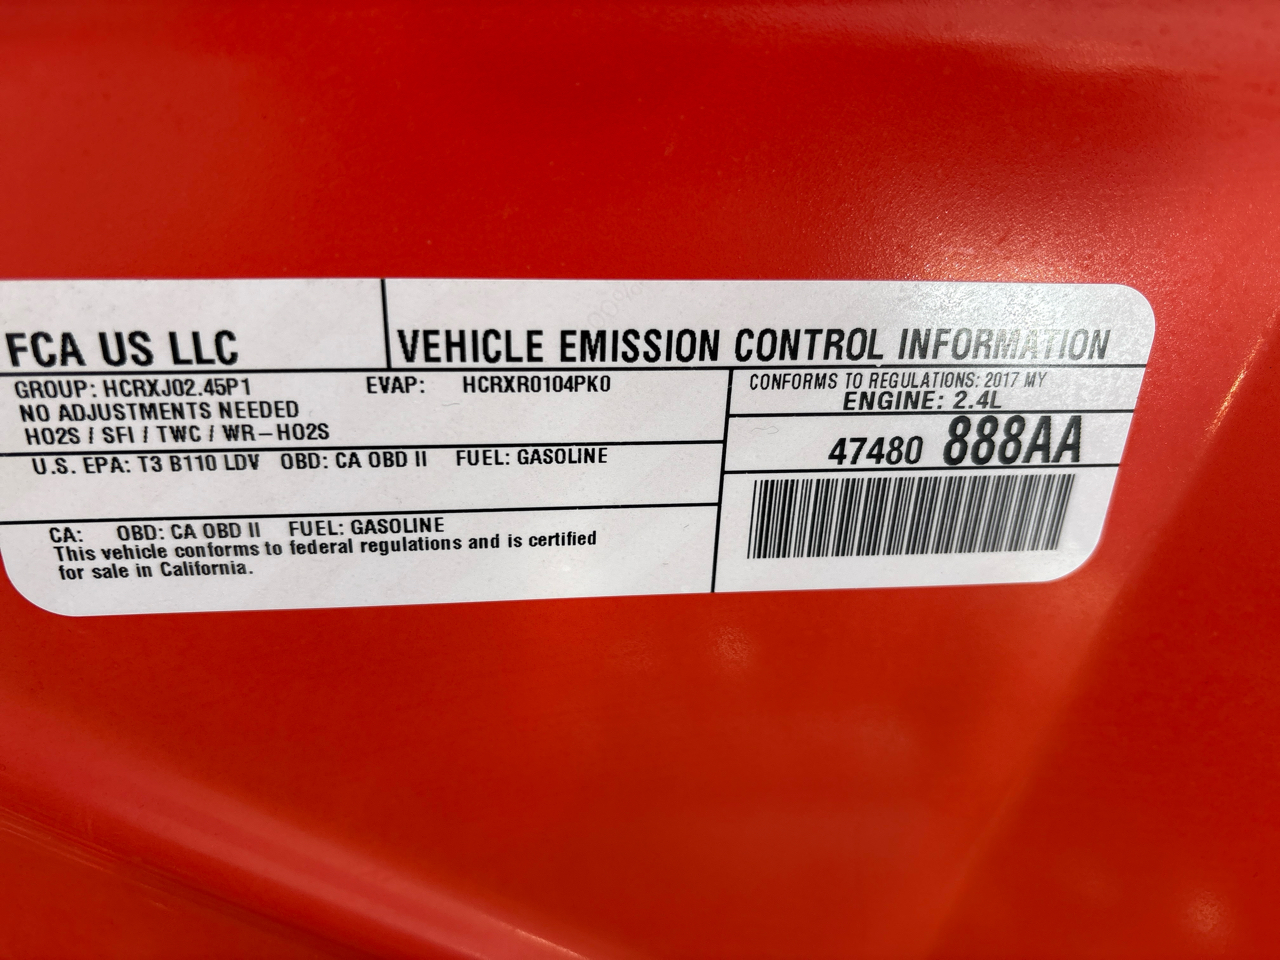 FCA US LLC
VEHICLE EMISSION CONTROL INFORMATION
GROUP: HCRXJ02.45P1 EVAP: HCRXR0104PK0
NO ADJUSTMENTS NEEDED
HO2S / SFI / TWC / WR-HO2S
U.S. EPA: T3 B110 LDV OBD: CA OBD II FUEL: GASOLINE
CA: OBD: CA OBD II FUEL: GASOLINE
This vehicle conforms to federal regulations and is certified
for sale in California.
CONFORMS TO REGULATIONS: 2017 MY
ENGINE: 2.4L
47480 888AA